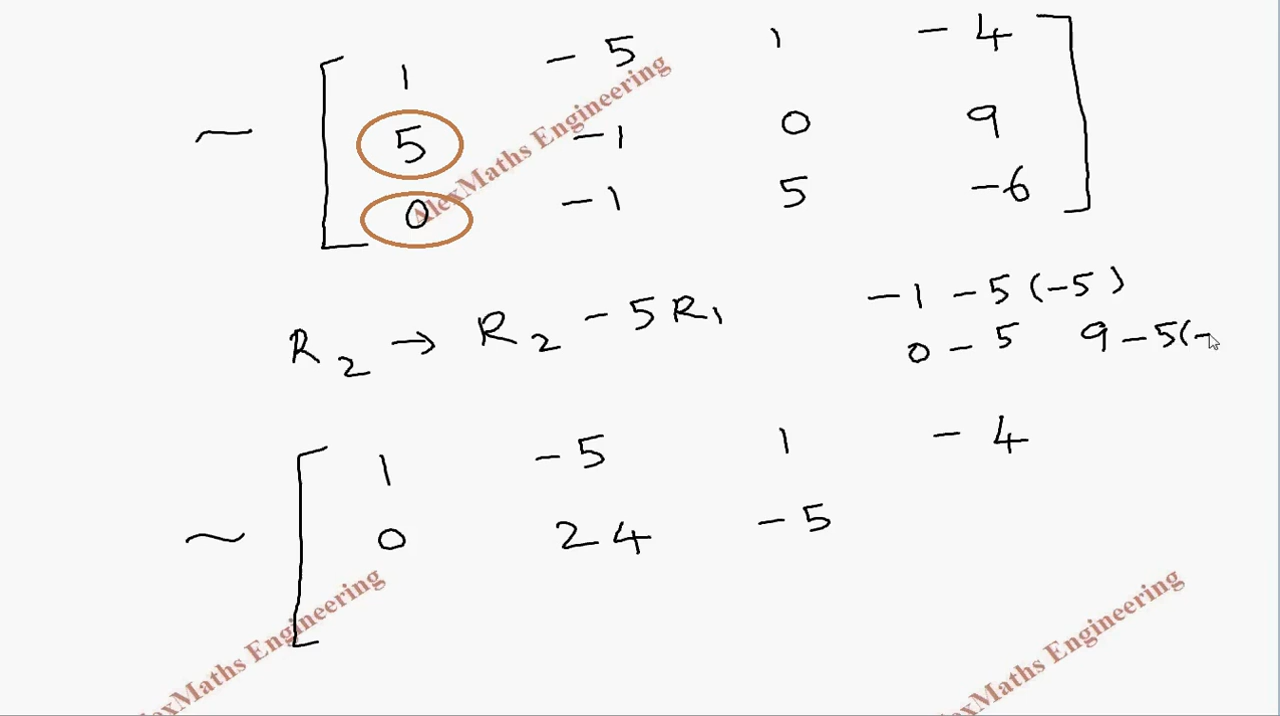 1 -5 1 -4
~ 5 -1 0 9
0 -1 5 -6
-1 -5(-5)
R2 → R2 -5R1
0 - 5 9 - 5(-
1 -5 1 -4
~ 0 24 -5
AlexMaths Engineering
AlexMaths Engineering
AlexMaths Engineering